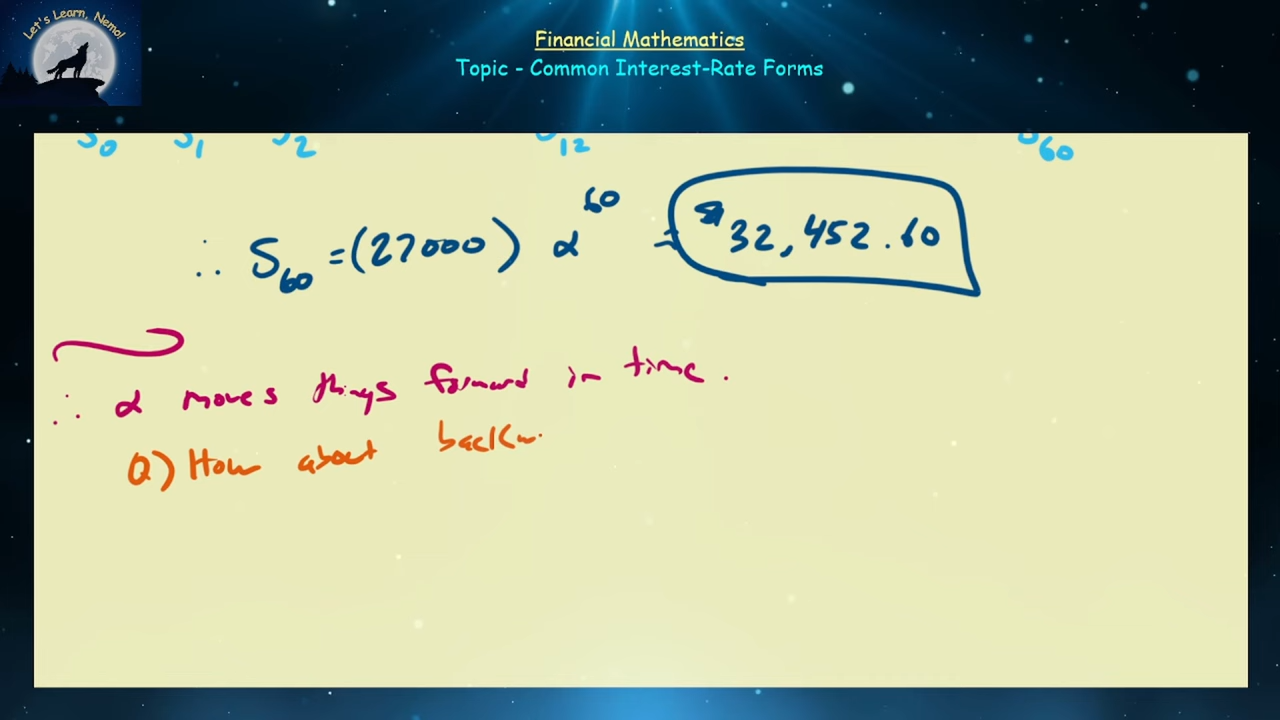 Let's Learn, Nemo!
Financial Mathematics
Topic - Common Interest-Rate Forms
S₀ S₁ S₂ S₁₂ S₆₀
∴ S₆₀ = (27000) α⁶⁰ = $32,452.60
∴ α moves things forward in time.
Q) How about backw